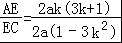 AE/EC = 2ak(3k+1)/2a(1−3k²)